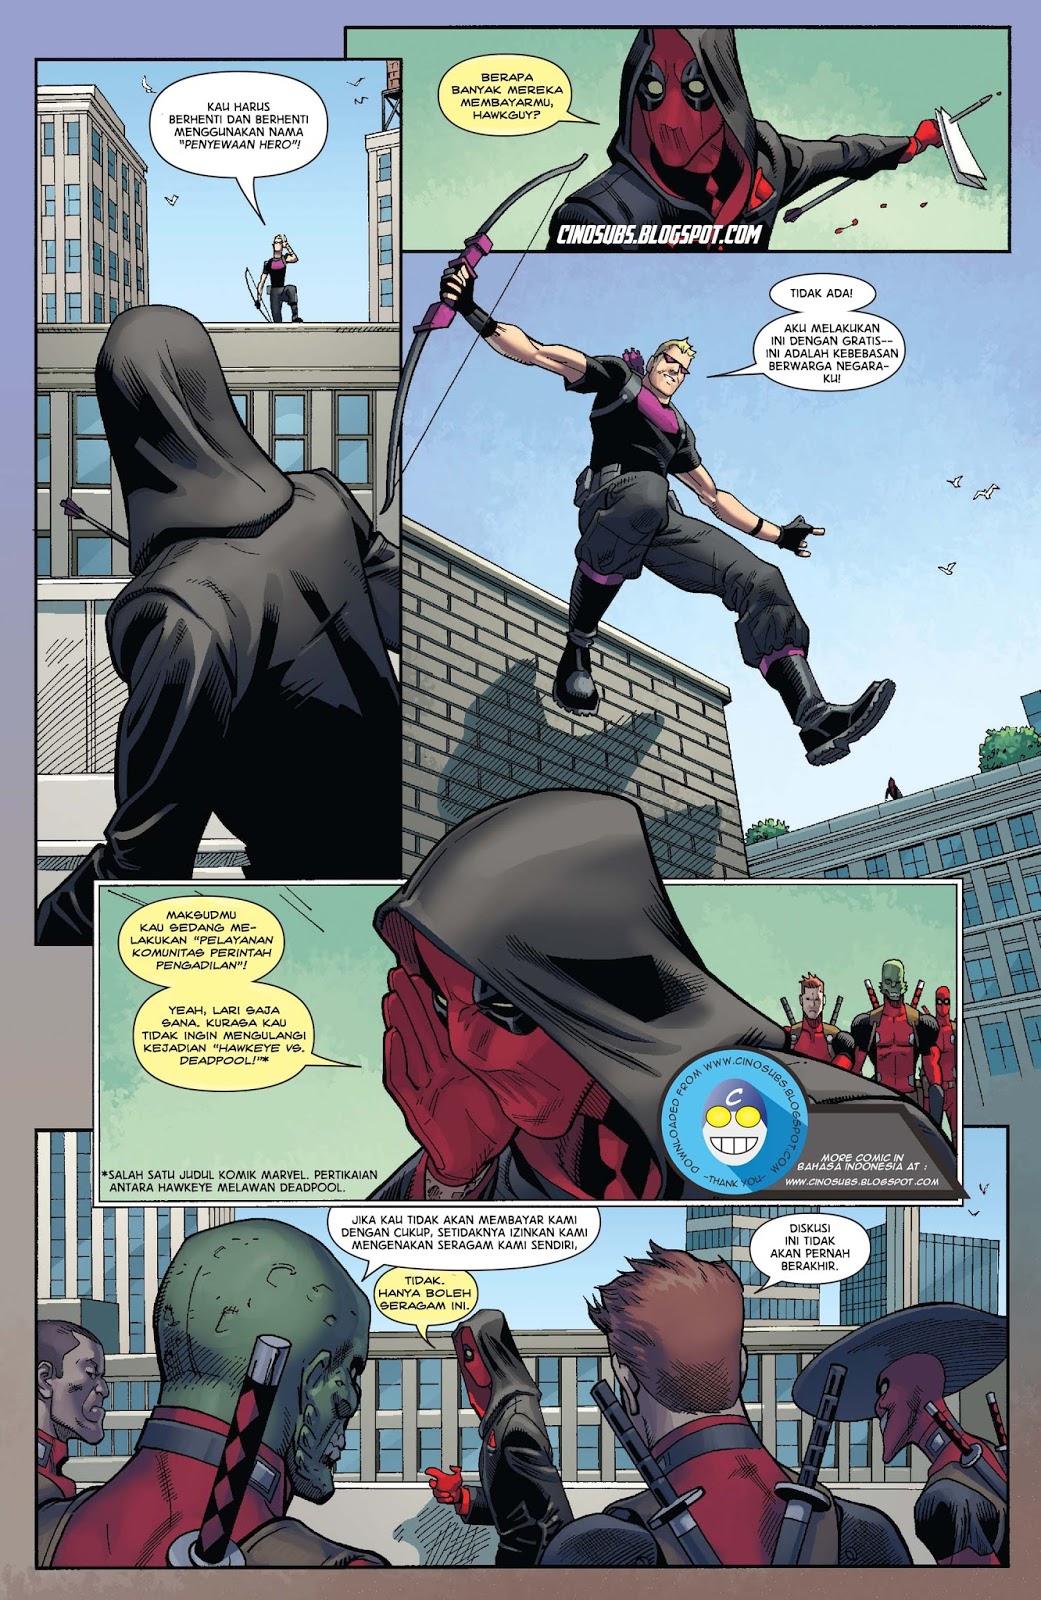 KAU HARUS
BERHENTI DAN BERHENTI
MENGGUNAKAN NAMA
"PENYEWAAN HERO"!
BERAPA
BANYAK MEREKA
MEMBAYARMU,
HAWKGUY?
CINOSUBS.BLOGSPOT.COM
TIDAK ADA!
AKU MELAKUKAN
INI DENGAN GRATIS--
INI ADALAH KEBEBASAN
BERWARGA NEGARA-
KU!
MAKSUDMU
KAU SEDANG ME-
LAKUKAN "PELAYANAN
KOMUNITAS PERINTAH
PENGADILAN"!
YEAH, LARI SAJA
SANA. KURASA KAU
TIDAK INGIN MENGULANGI
KEJADIAN "HAWKEYE VS.
DEADPOOL!"*
*SALAH SATU JUDUL KOMIK MARVEL. PERTIKAIAN
ANTARA HAWKEYE MELAWAN DEADPOOL.
DOWNLOADED FROM WWW.CINOSUBS.BLOGSPOT.COM
C
~THANK YOU~
MORE COMIC IN
BAHASA INDONESIA AT :
WWW.CINOSUBS.BLOGSPOT.COM
JIKA KAU TIDAK AKAN MEMBAYAR KAMI
DENGAN CUKUP, SETIDAKNYA IZINKAN KAMI
MENGENAKAN SERAGAM KAMI SENDIRI,
TIDAK.
HANYA BOLEH
SERAGAM INI.
DISKUSI
INI TIDAK
AKAN PERNAH
BERAKHIR.